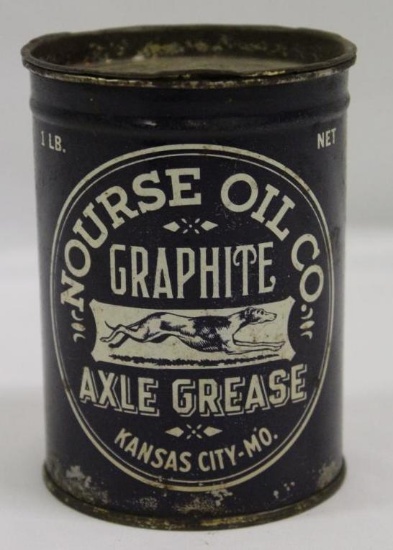 1 LB. NET
NOURSE OIL CO.
GRAPHITE
AXLE GREASE
KANSAS CITY-MO.